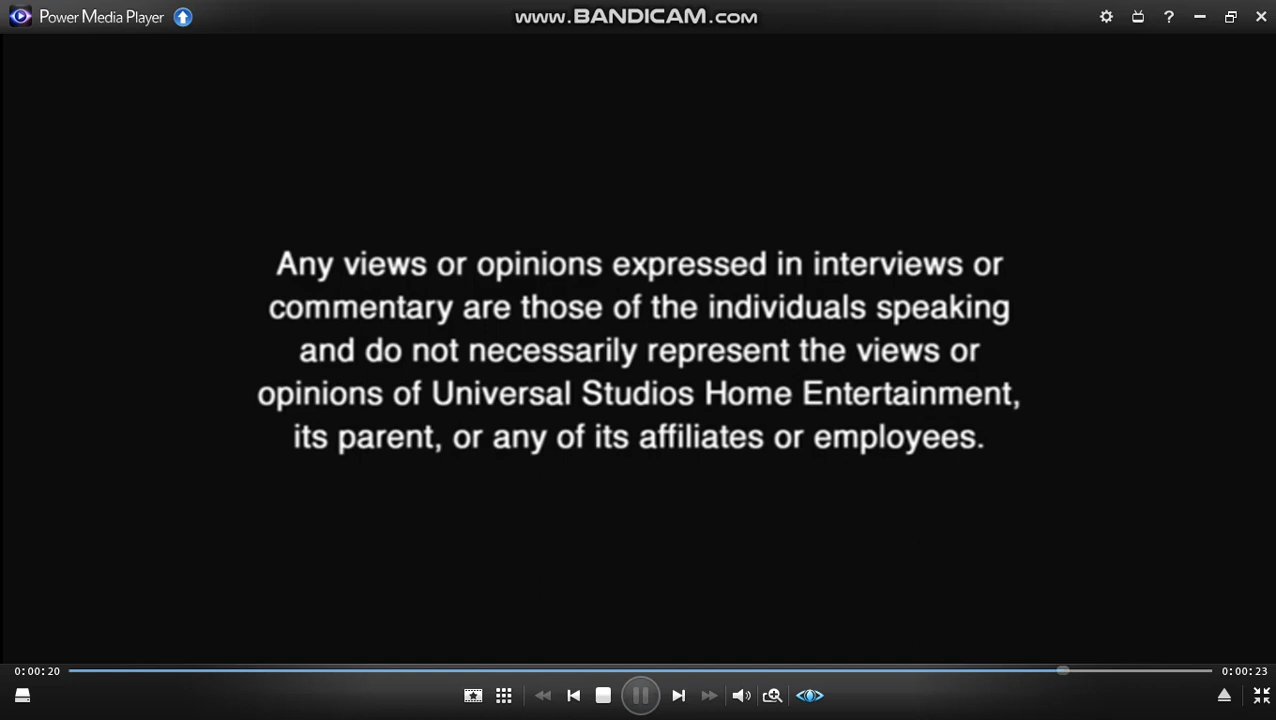 Power Media Player
www.BANDICAM.com
?
Any views or opinions expressed in interviews or
commentary are those of the individuals speaking
and do not necessarily represent the views or
opinions of Universal Studios Home Entertainment,
its parent, or any of its affiliates or employees.
0:00:20
0:00:23